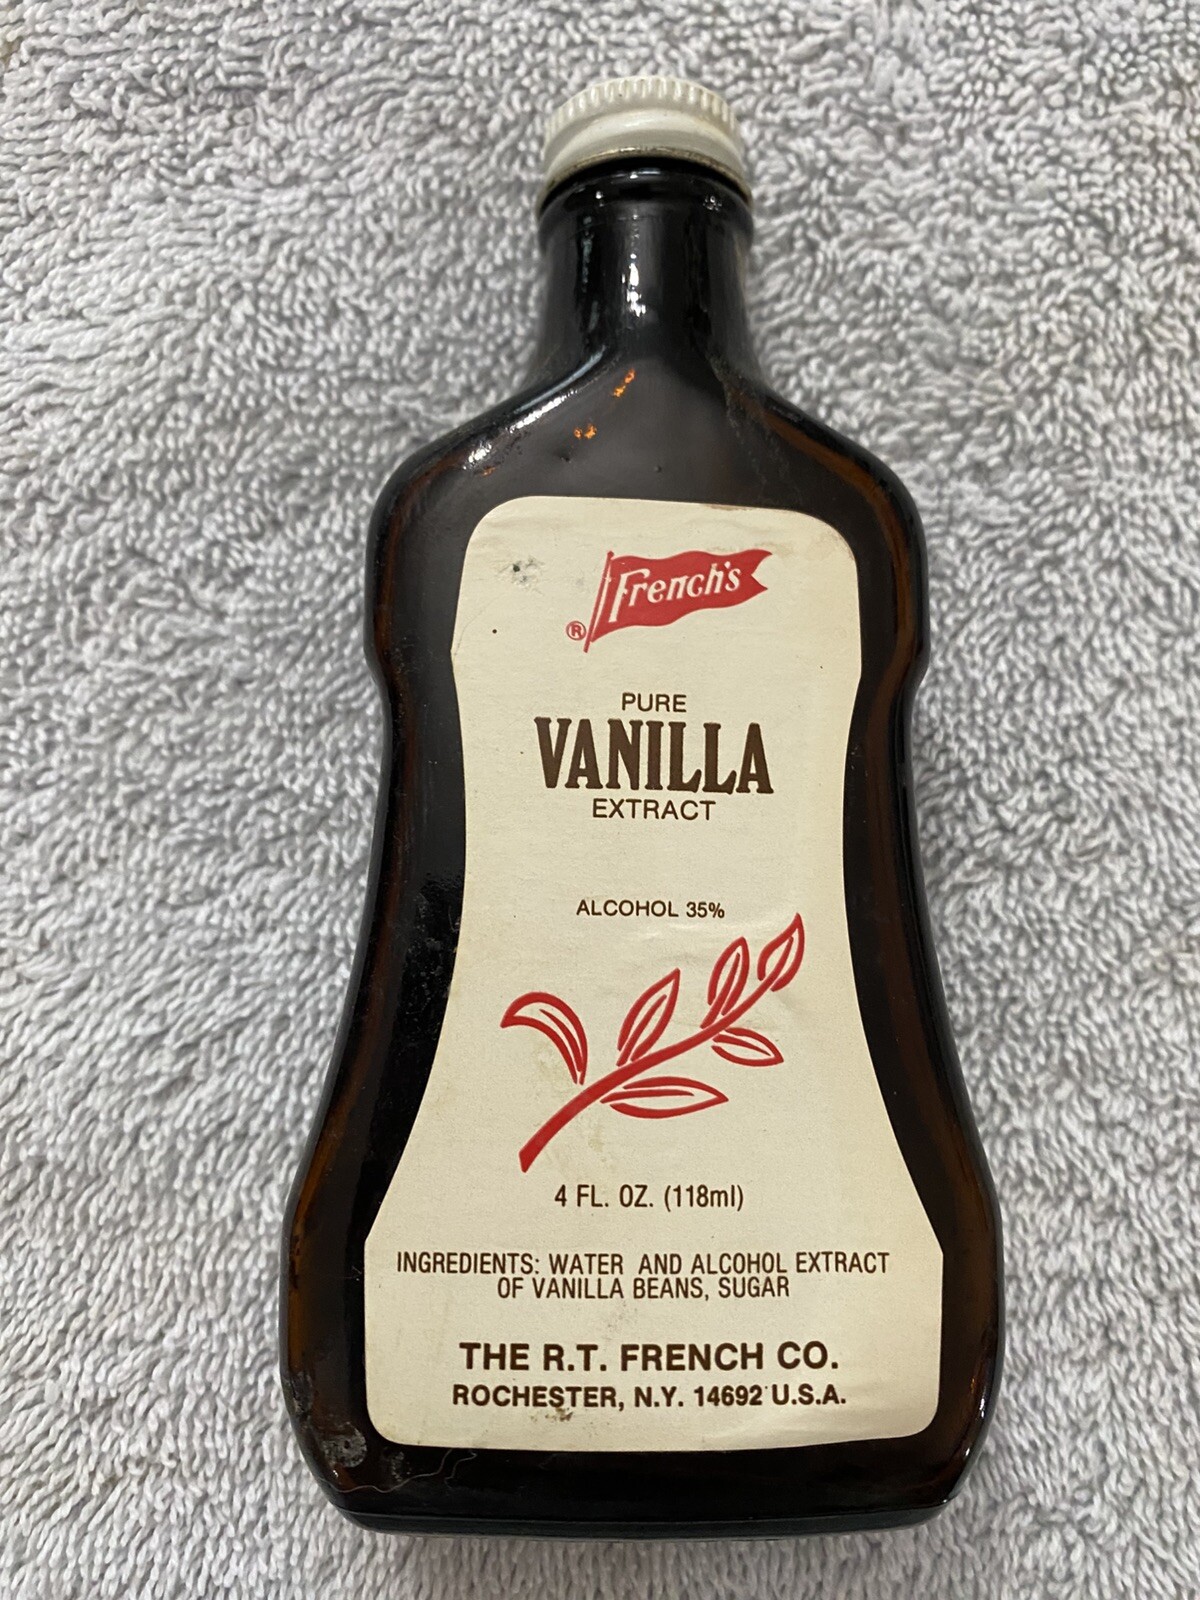 French's
®
PURE
VANILLA
EXTRACT
ALCOHOL 35%
4 FL. OZ. (118ml)
INGREDIENTS: WATER AND ALCOHOL EXTRACT
OF VANILLA BEANS, SUGAR
THE R.T. FRENCH CO.
ROCHESTER, N.Y. 14692 U.S.A.